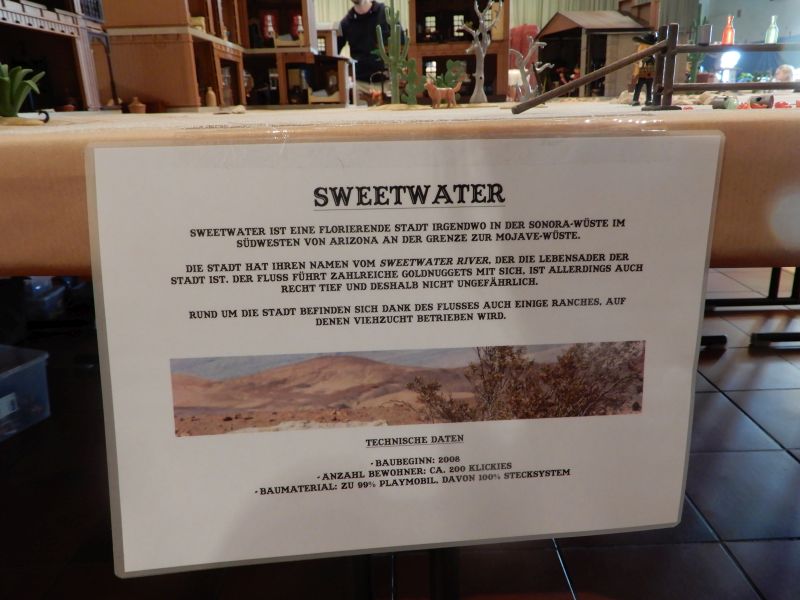 SWEETWATER
SWEETWATER IST EINE FLORIERENDE STADT IRGENDWO IN DER SONORA-WÜSTE IM
SÜDWESTEN VON ARIZONA AN DER GRENZE ZUR MOJAVE-WÜSTE.
DIE STADT HAT IHREN NAMEN VOM SWEETWATER RIVER, DER DIE LEBENSADER DER
STADT IST. DER FLUSS FÜHRT ZAHLREICHE GOLDNUGGETS MIT SICH, IST ALLERDINGS AUCH
RECHT TIEF UND DESHALB NICHT UNGEFÄHRLICH.
RUND UM DIE STADT BEFINDEN SICH DANK DES FLUSSES AUCH EINIGE RANCHES, AUF
DENEN VIEHZUCHT BETRIEBEN WIRD.
TECHNISCHE DATEN
- BAUBEGINN: 2008
- ANZAHL BEWOHNER: CA. 200 KLICKIES
- BAUMATERIAL: ZU 99% PLAYMOBIL, DAVON 100% STECKSYSTEM